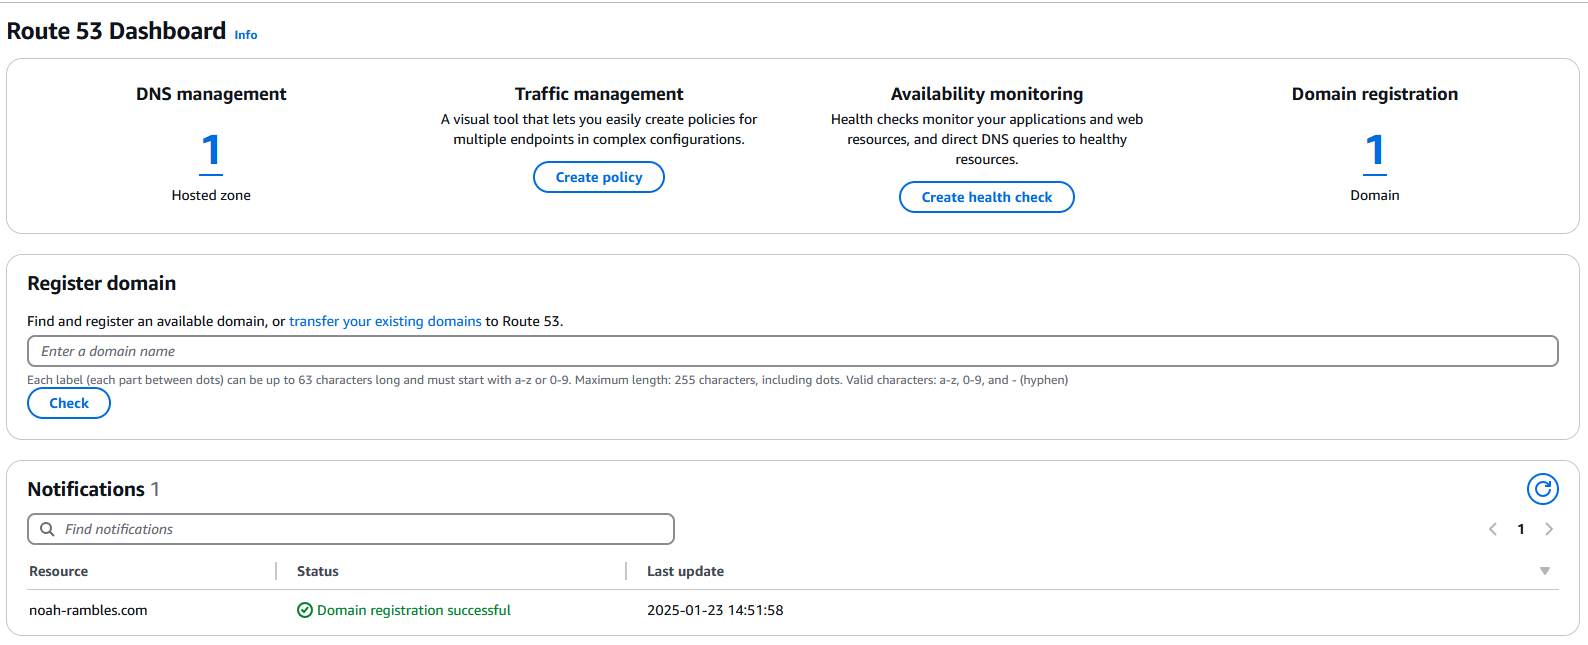 Route 53 Dashboard Info
DNS management
1
Hosted zone
Traffic management
A visual tool that lets you easily create policies for
multiple endpoints in complex configurations.
Create policy
Availability monitoring
Health checks monitor your applications and web
resources, and direct DNS queries to healthy
resources.
Create health check
Domain registration
1
Domain
Register domain
Find and register an available domain, or transfer your existing domains to Route 53.
Enter a domain name
Each label (each part between dots) can be up to 63 characters long and must start with a-z or 0-9. Maximum length: 255 characters, including dots. Valid characters: a-z, 0-9, and - (hyphen)
Check
Notifications 1
Find notifications
1
Resource Status Last update
noah-rambles.com Domain registration successful 2025-01-23 14:51:58